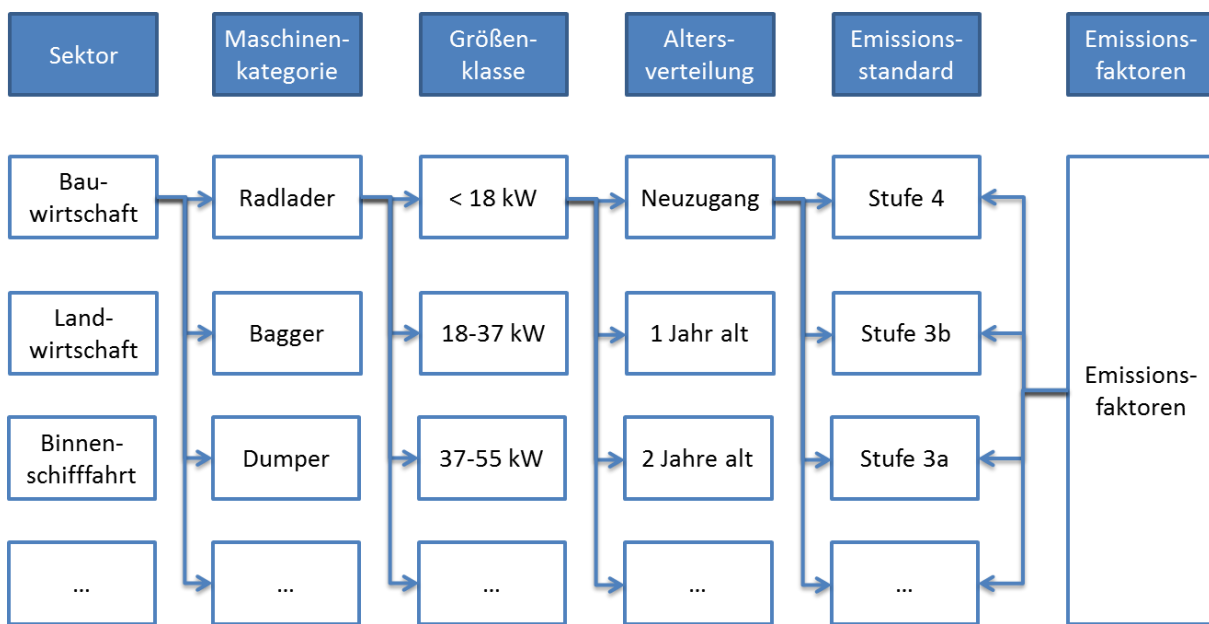 Sektor
Maschinen-
kategorie
Größen-
klasse
Alters-
verteilung
Emissions-
standard
Emissions-
faktoren
Bau-
wirtschaft
Radlader
< 18 kW
Neuzugang
Stufe 4
Land-
wirtschaft
Bagger
18-37 kW
1 Jahr alt
Stufe 3b
Emissions-
faktoren
Binnen-
schifffahrt
Dumper
37-55 kW
2 Jahre alt
Stufe 3a
...
...
...
...
...